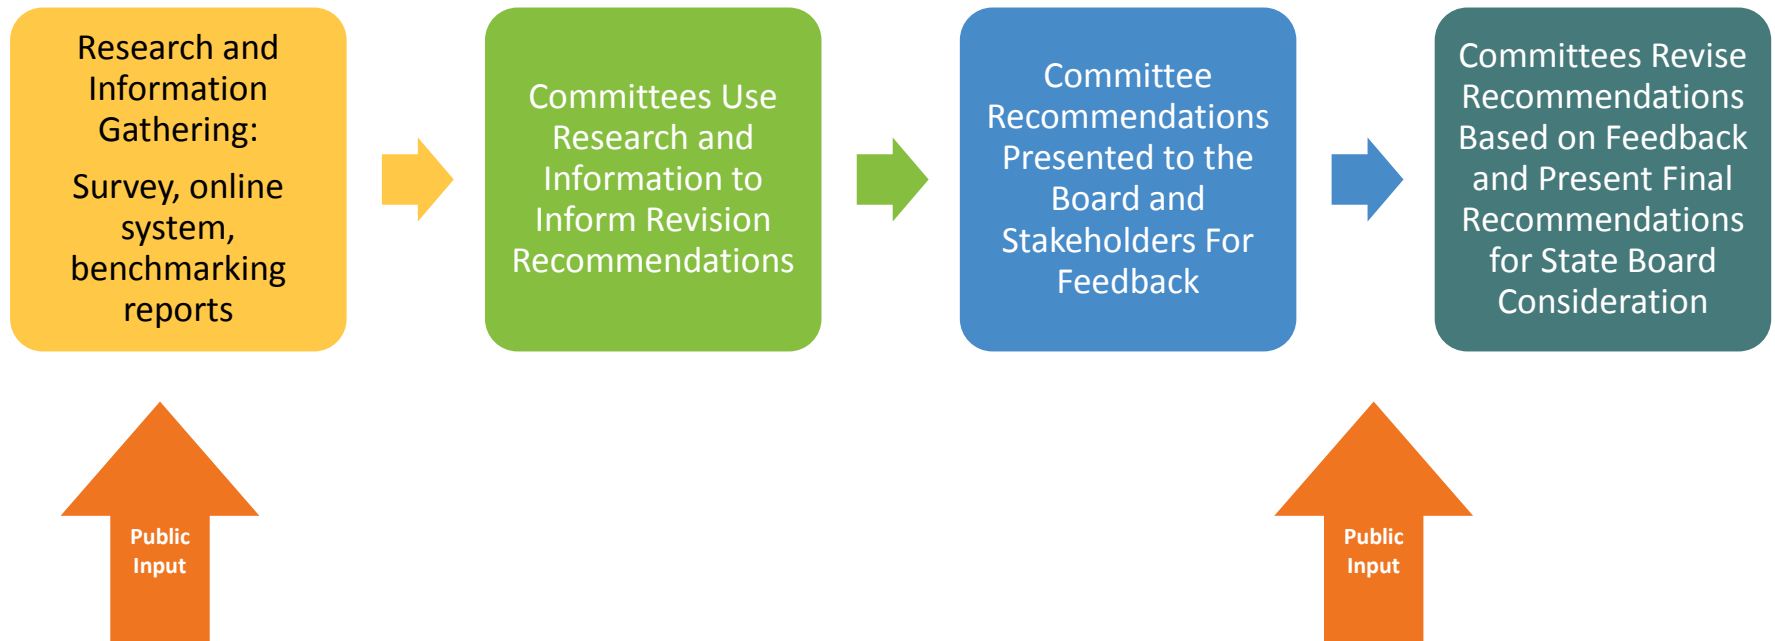 Research and
Information
Gathering:
Survey, online
system,
benchmarking
reports
Committees Use
Research and
Information to
Inform Revision
Recommendations
Committee
Recommendations
Presented to the
Board and
Stakeholders For
Feedback
Committees Revise
Recommendations
Based on Feedback
and Present Final
Recommendations
for State Board
Consideration
Public
Input
Public
Input